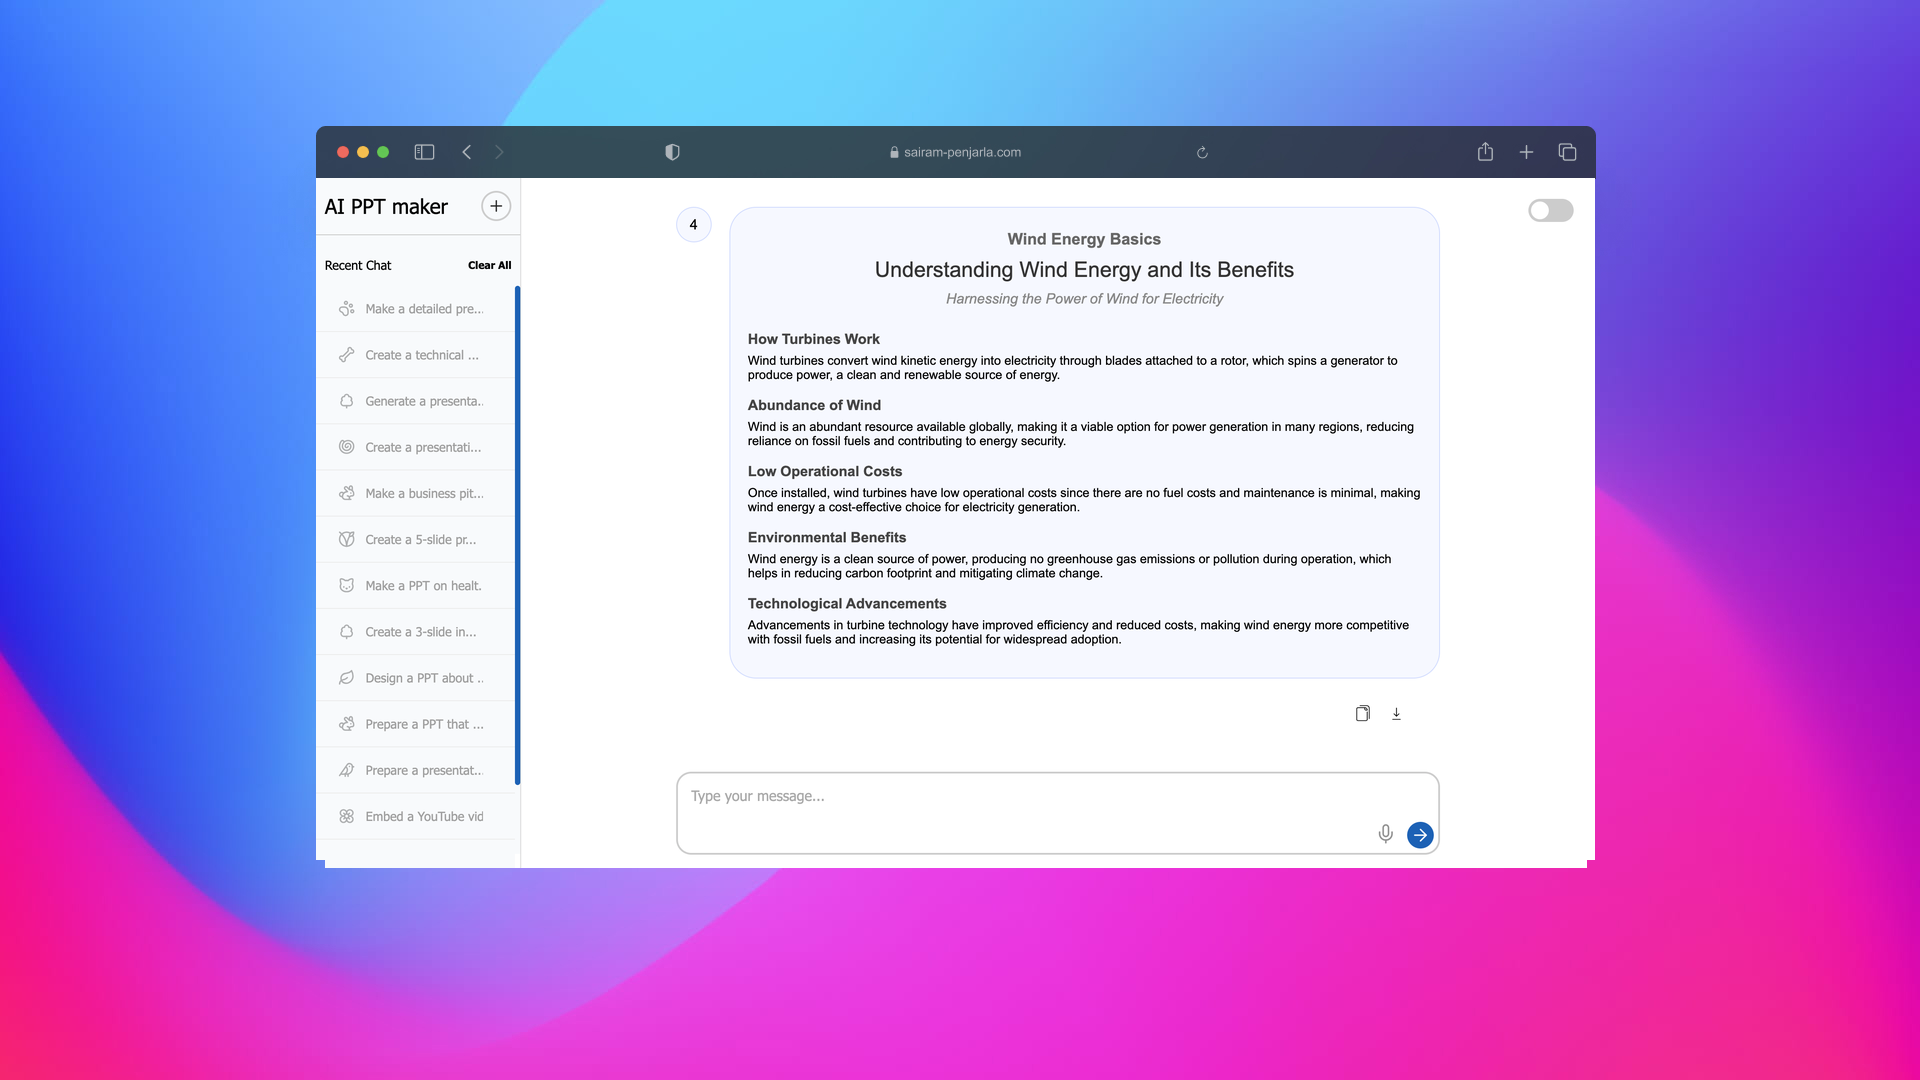 sairam-penjarla.com
AI PPT maker
Recent Chat
Clear All
Make a detailed pre...
Create a technical ...
Generate a presenta..
Create a presentati...
Make a business pit...
Create a 5-slide pr...
Make a PPT on healt.
Create a 3-slide in...
Design a PPT about ..
Prepare a PPT that ...
Prepare a presentat..
Embed a YouTube vid
4
Wind Energy Basics
Understanding Wind Energy and Its Benefits
Harnessing the Power of Wind for Electricity
How Turbines Work
Wind turbines convert wind kinetic energy into electricity through blades attached to a rotor, which spins a generator to
produce power, a clean and renewable source of energy.
Abundance of Wind
Wind is an abundant resource available globally, making it a viable option for power generation in many regions, reducing
reliance on fossil fuels and contributing to energy security.
Low Operational Costs
Once installed, wind turbines have low operational costs since there are no fuel costs and maintenance is minimal, making
wind energy a cost-effective choice for electricity generation.
Environmental Benefits
Wind energy is a clean source of power, producing no greenhouse gas emissions or pollution during operation, which
helps in reducing carbon footprint and mitigating climate change.
Technological Advancements
Advancements in turbine technology have improved efficiency and reduced costs, making wind energy more competitive
with fossil fuels and increasing its potential for widespread adoption.
Type your message...